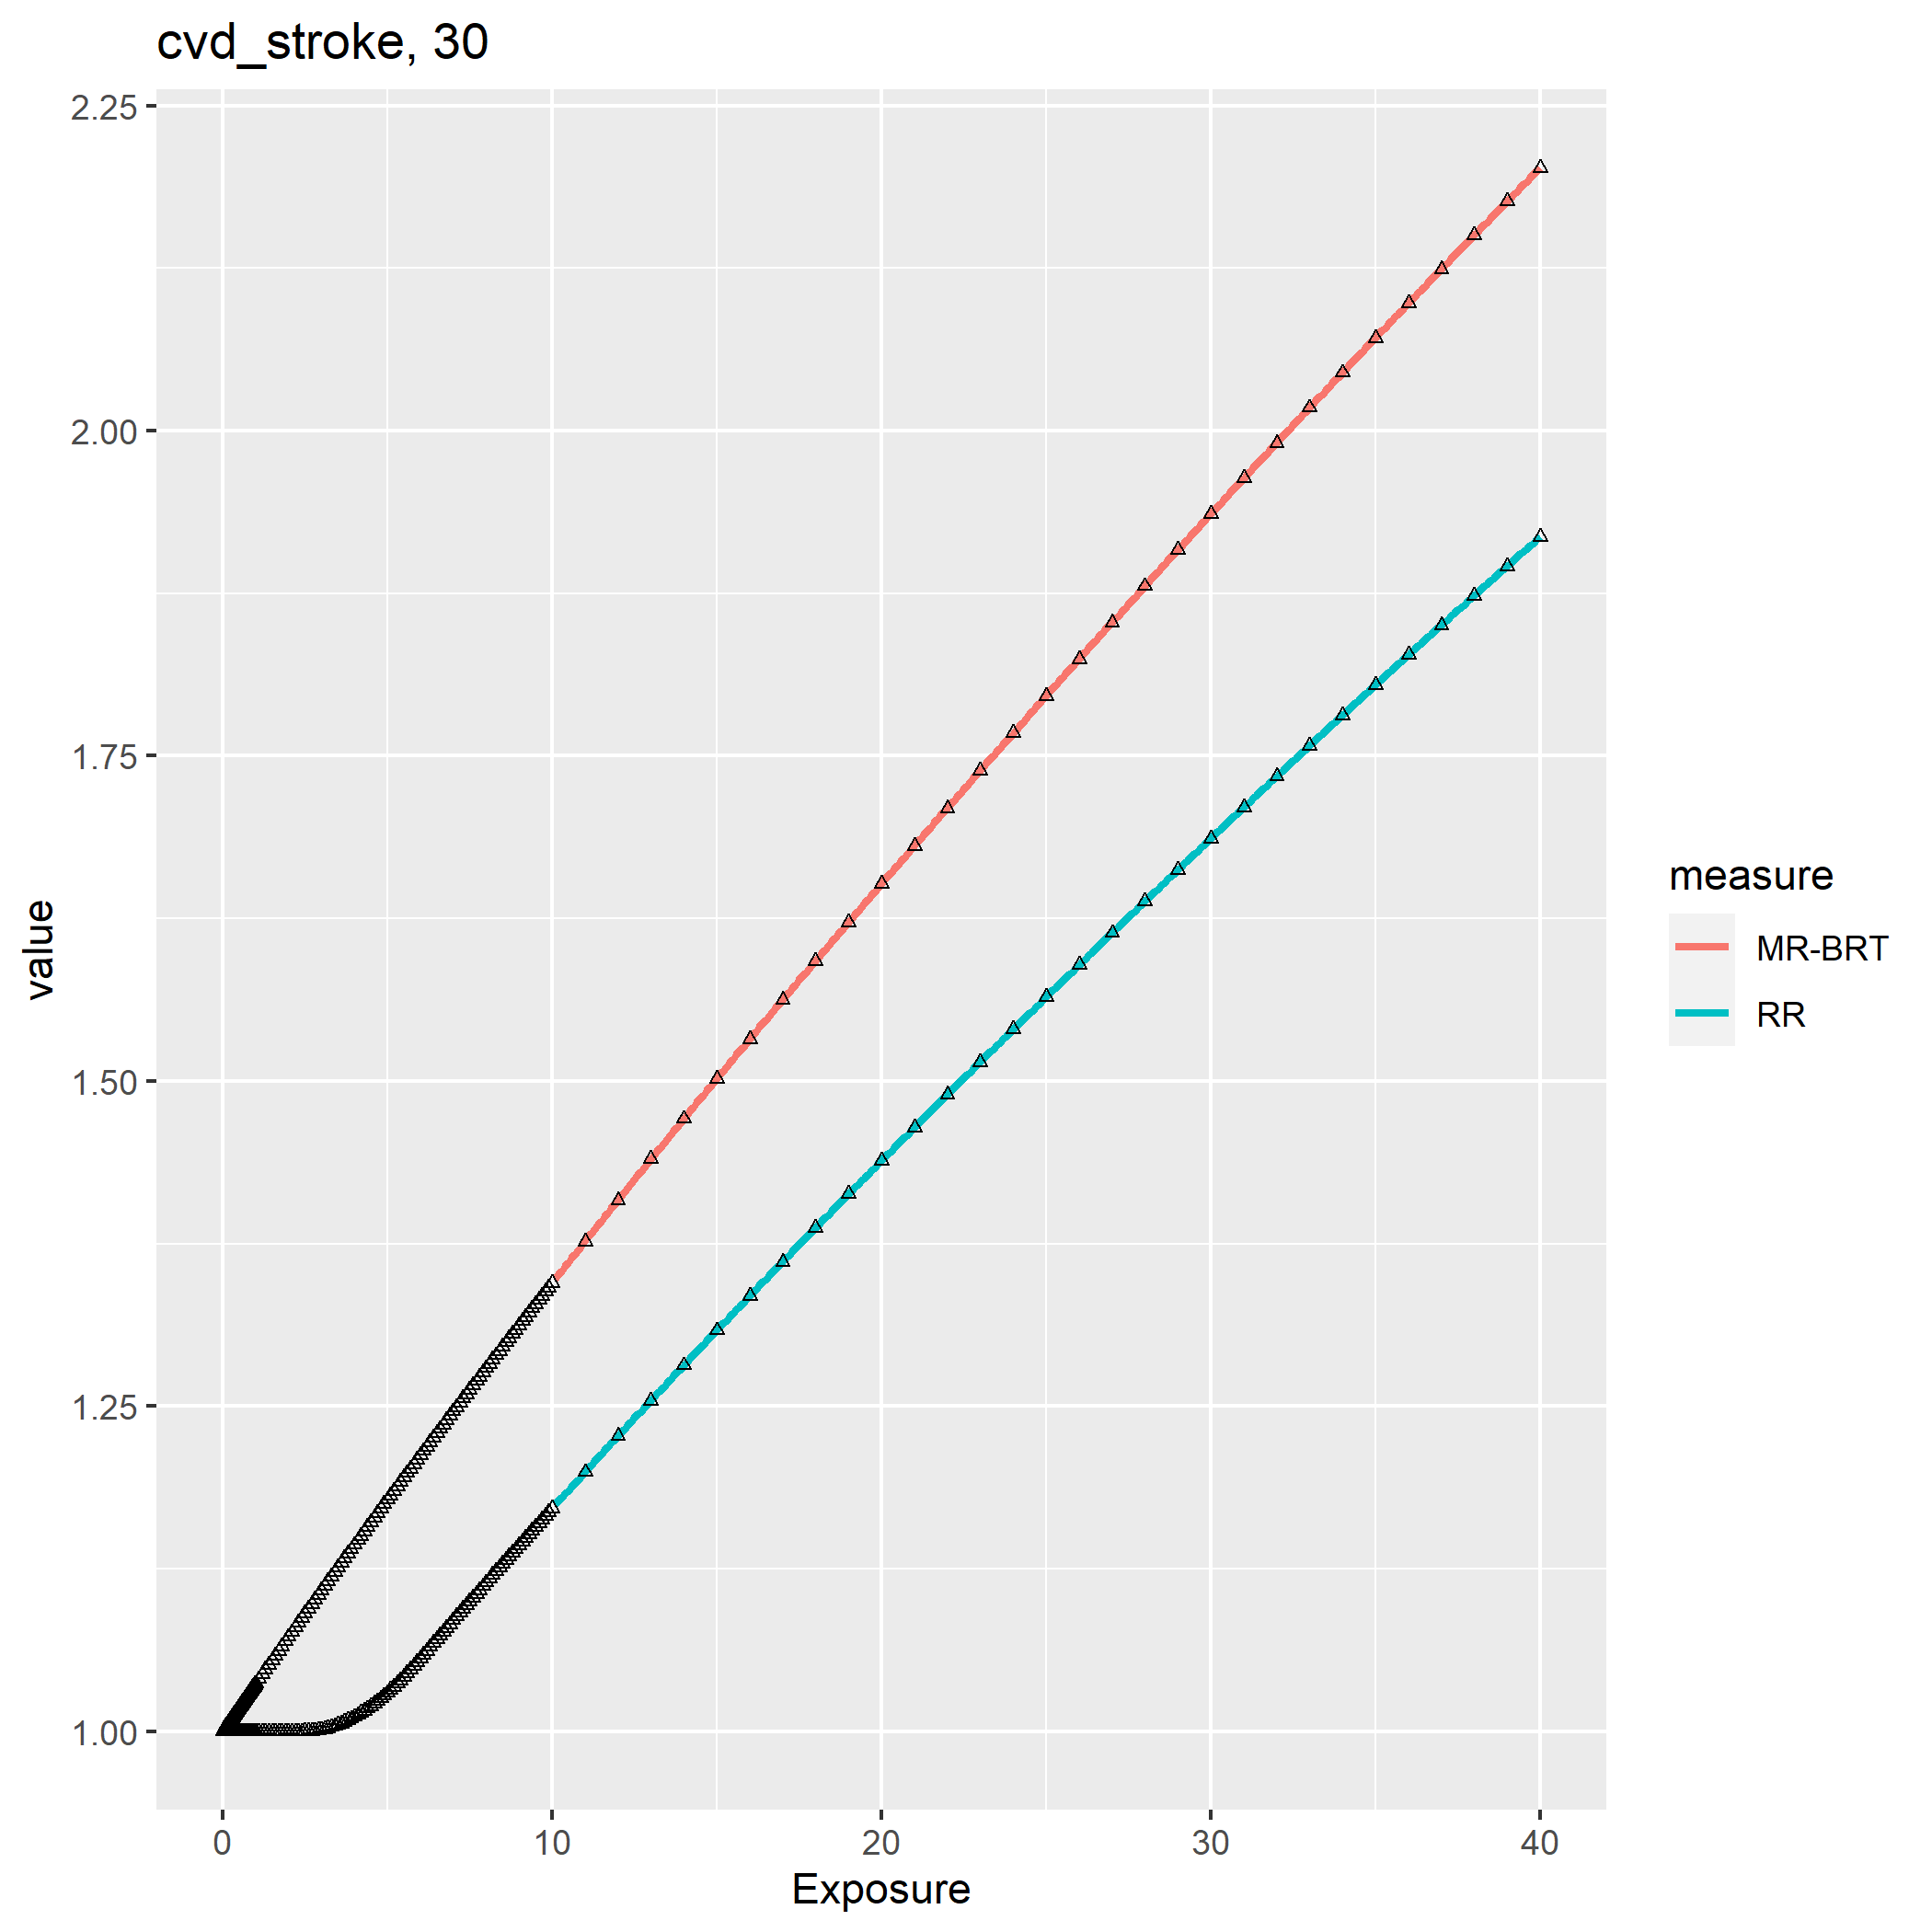 cvd_stroke, 30
2.25
2.00
1.75
1.50
1.25
1.00
value
0 10 20 30 40
Exposure
measure
MR-BRT
RR